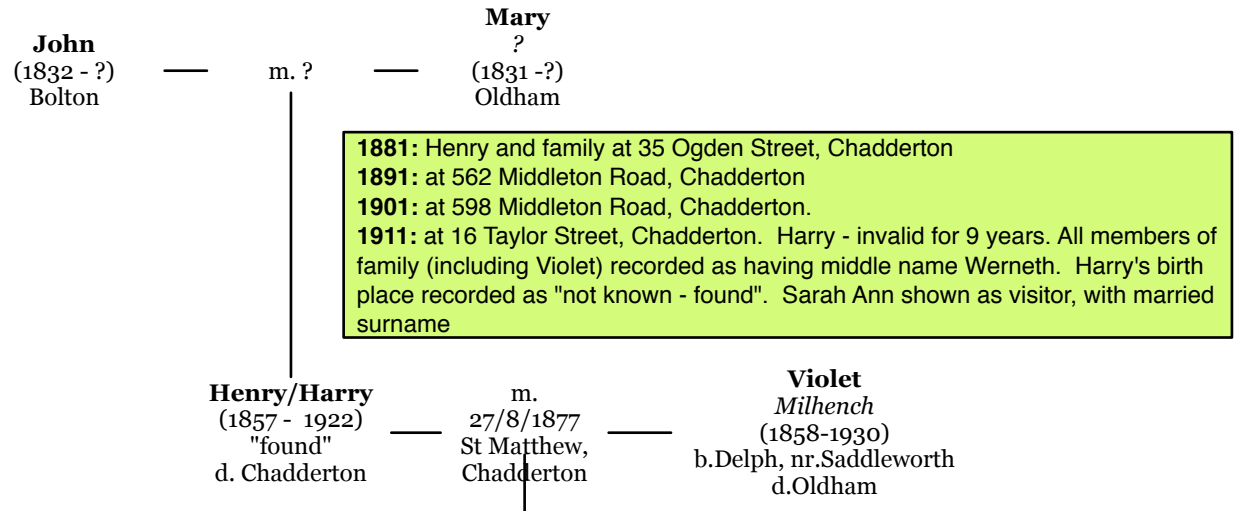 John
(1832 - ?)
Bolton
m. ?
Mary
?
(1831 -?)
Oldham
1881: Henry and family at 35 Ogden Street, Chadderton
1891: at 562 Middleton Road, Chadderton
1901: at 598 Middleton Road, Chadderton.
1911: at 16 Taylor Street, Chadderton.  Harry - invalid for 9 years. All members of
family (including Violet) recorded as having middle name Werneth.  Harry's birth
place recorded as "not known - found".  Sarah Ann shown as visitor, with married
surname
Henry/Harry
(1857 -  1922)
"found"
d. Chadderton
m.
27/8/1877
St Matthew,
Chadderton
Violet
Milhench
(1858-1930)
b.Delph, nr.Saddleworth
d.Oldham